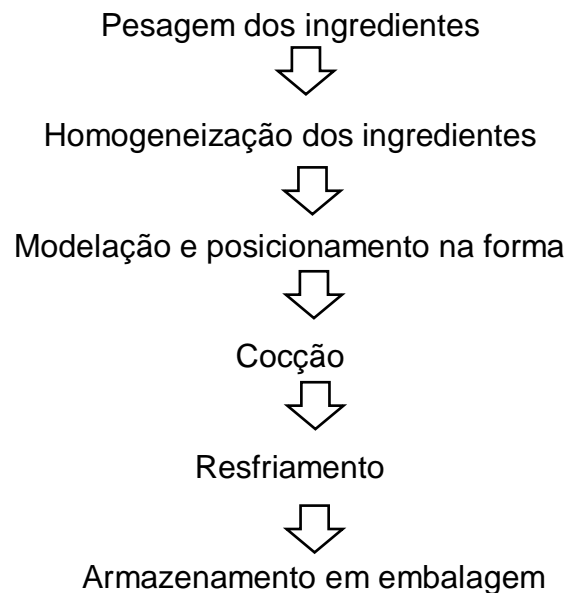 Pesagem dos ingredientes
Homogeneização dos ingredientes
Modelação e posicionamento na forma
Cocção
Resfriamento
Armazenamento em embalagem